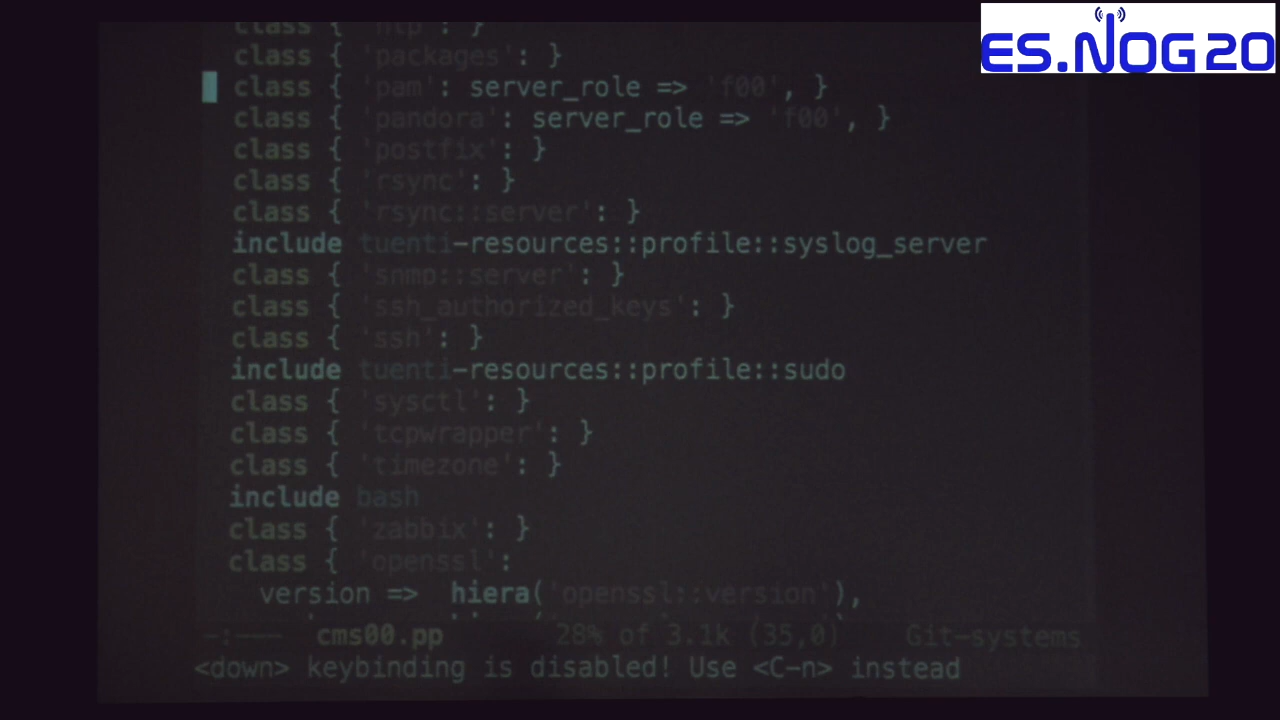 ES.NOG 20
class { 'ntp': }
class { 'packages': }
class { 'pam': server_role => 'f00', }
class { 'pandora': server_role => 'f00', }
class { 'postfix': }
class { 'rsync': }
class { 'rsync::server': }
include tuenti-resources::profile::syslog_server
class { 'snmp::server': }
class { 'ssh_authorized_keys': }
class { 'ssh': }
include tuenti-resources::profile::sudo
class { 'sysctl': }
class { 'tcpwrapper': }
class { 'timezone': }
include bash
class { 'zabbix': }
class { 'openssl':
version => hiera('openssl::version'),
-:--- cms00.pp 28% of 3.1k (35,0) Git-systems
<down> keybinding is disabled! Use <C-n> instead